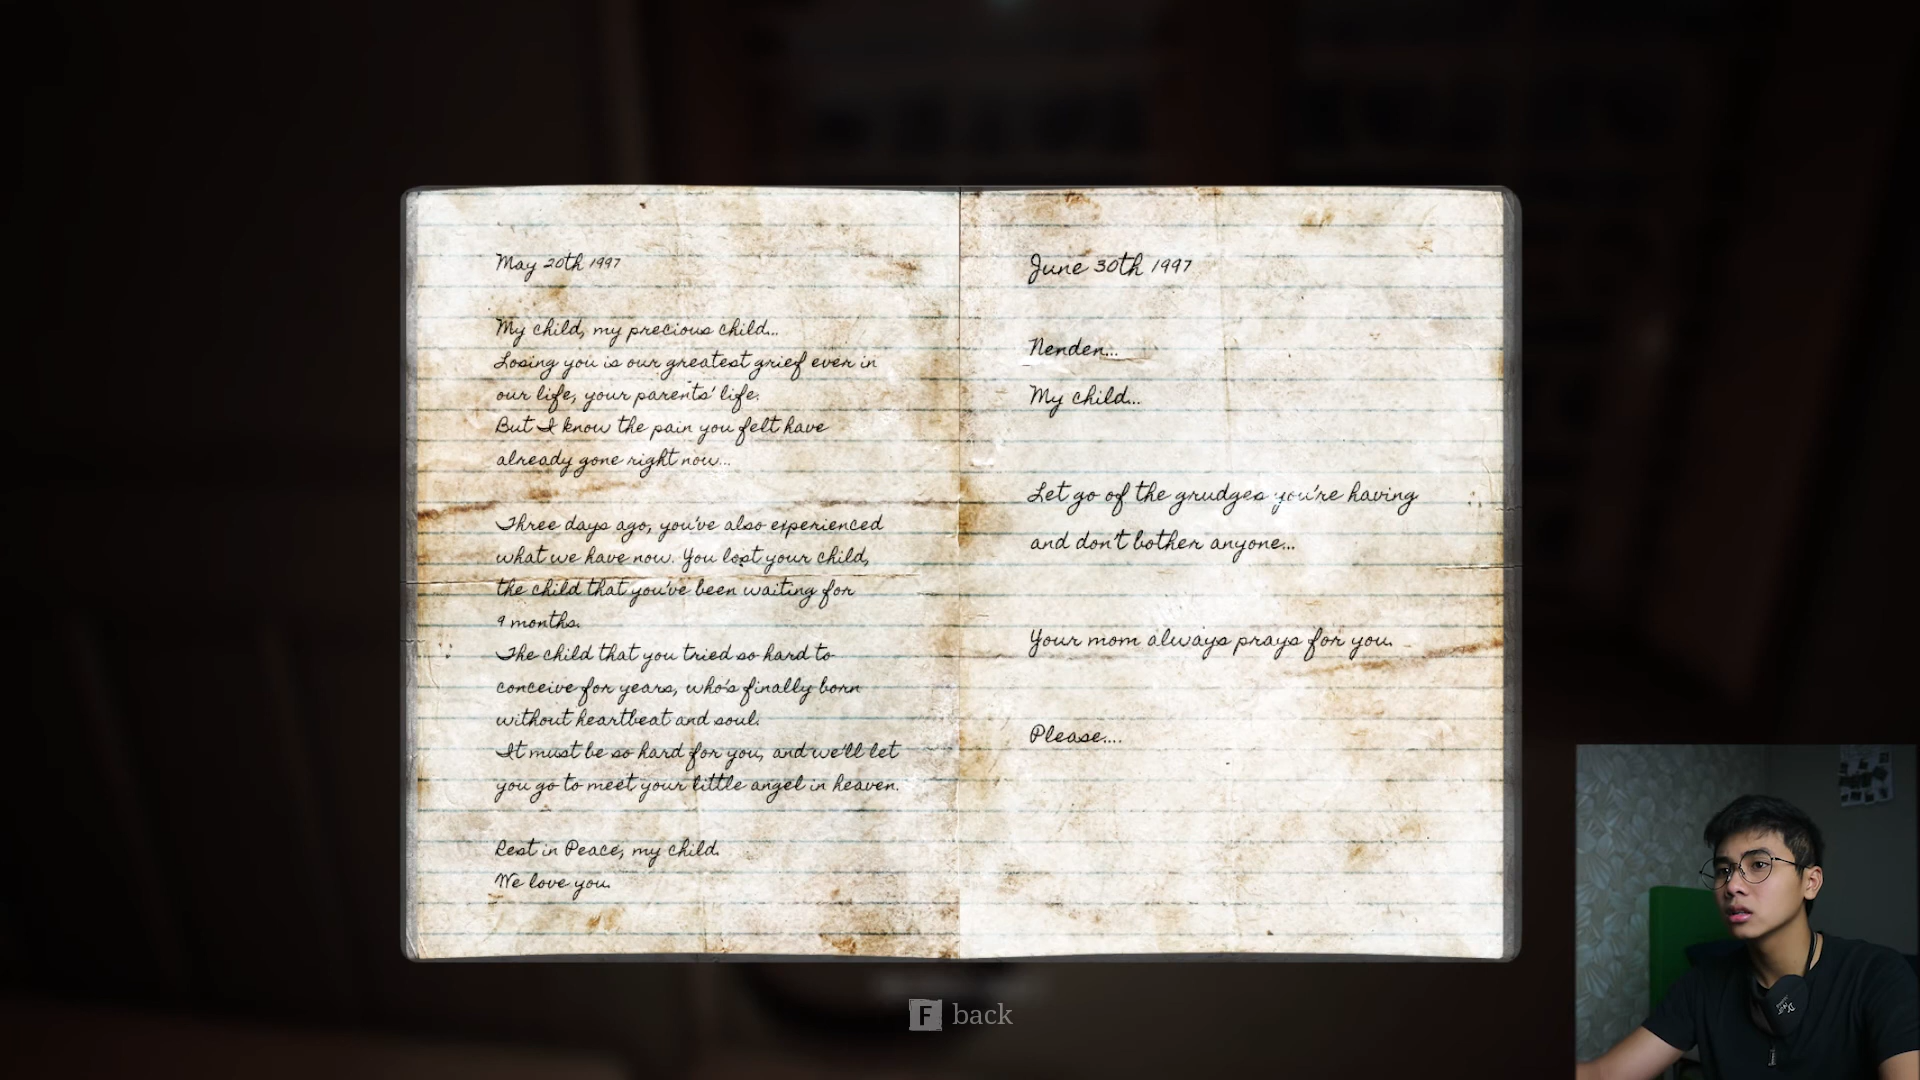 May 20th 1997
My child, my precious child...
Losing you is our greatest grief ever in
our life, your parents' life.
But I know the pain you felt have
already gone right now...
Three days ago, you've also experienced
what we have now. You lost your child,
the child that you've been waiting for
9 months.
The child that you tried so hard to
conceive for years, who's finally born
without heartbeat and soul.
It must be so hard for you, and we'll let
you go to meet your little angel in heaven.
Rest in Peace, my child.
We love you.
June 30th 1997
Nenden...
My child...
Let go of the grudges you're having
and don't bother anyone...
Your mom always prays for you.
Please....
F back